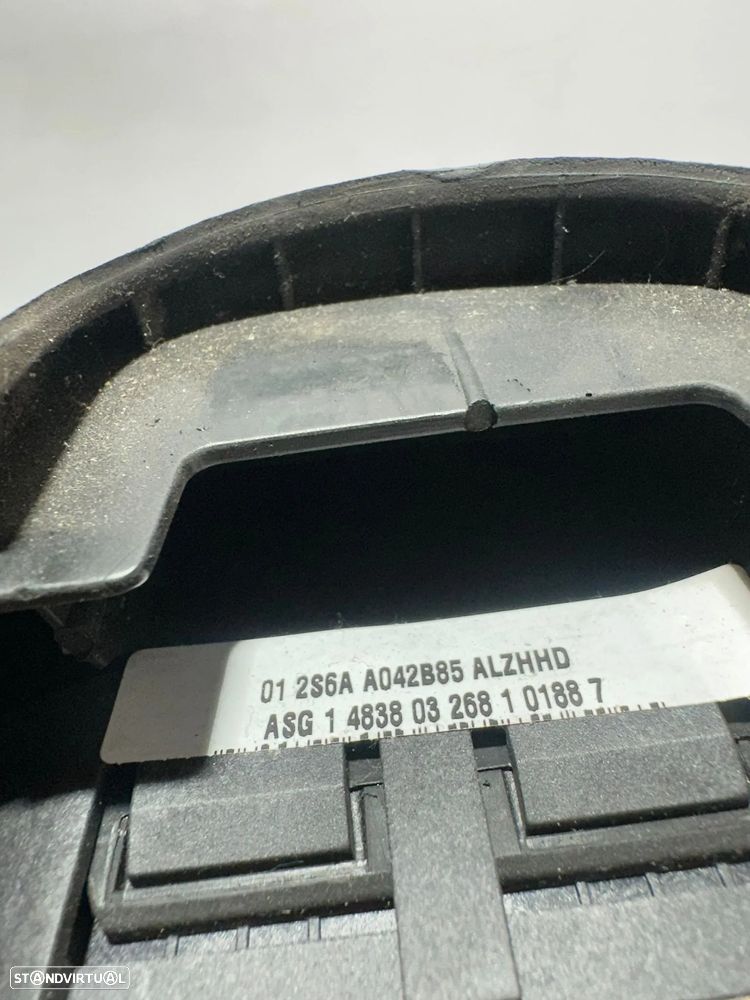 01 2S6A A042B85 ALZHHD
ASG 1 4838 03 268 1 0188 7
STANDVIRTUAL